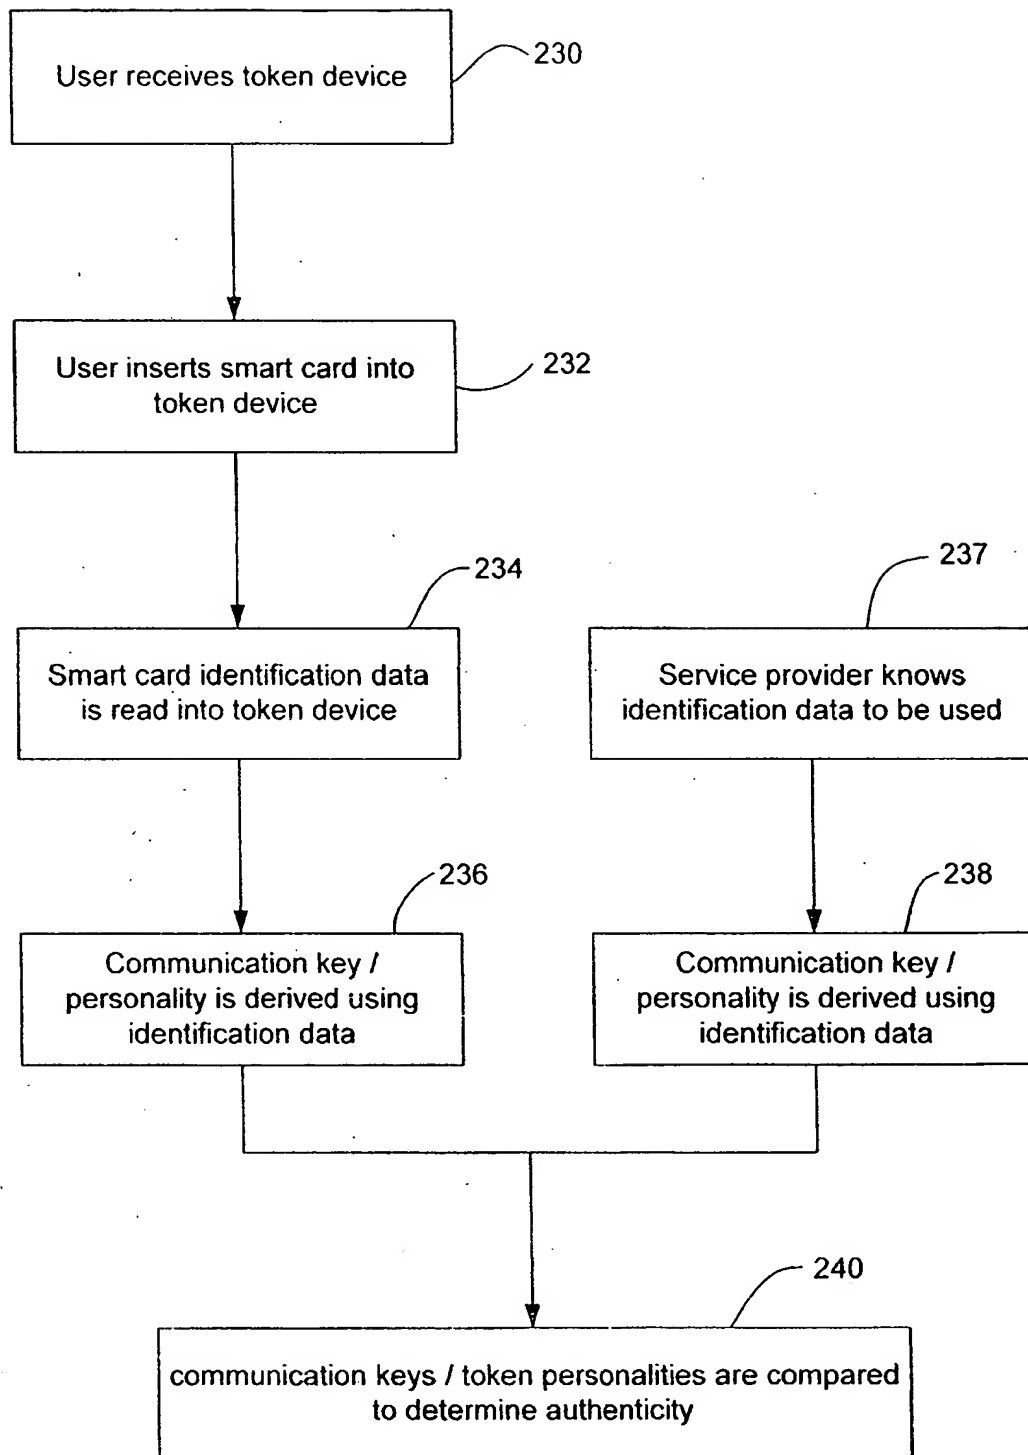 User receives token device
230
User inserts smart card into
token device
232
234
Smart card identification data
is read into token device
237
Service provider knows
identification data to be used
236
Communication key /
personality is derived using
identification data
238
Communication key /
personality is derived using
identification data
240
communication keys / token personalities are compared
to determine authenticity